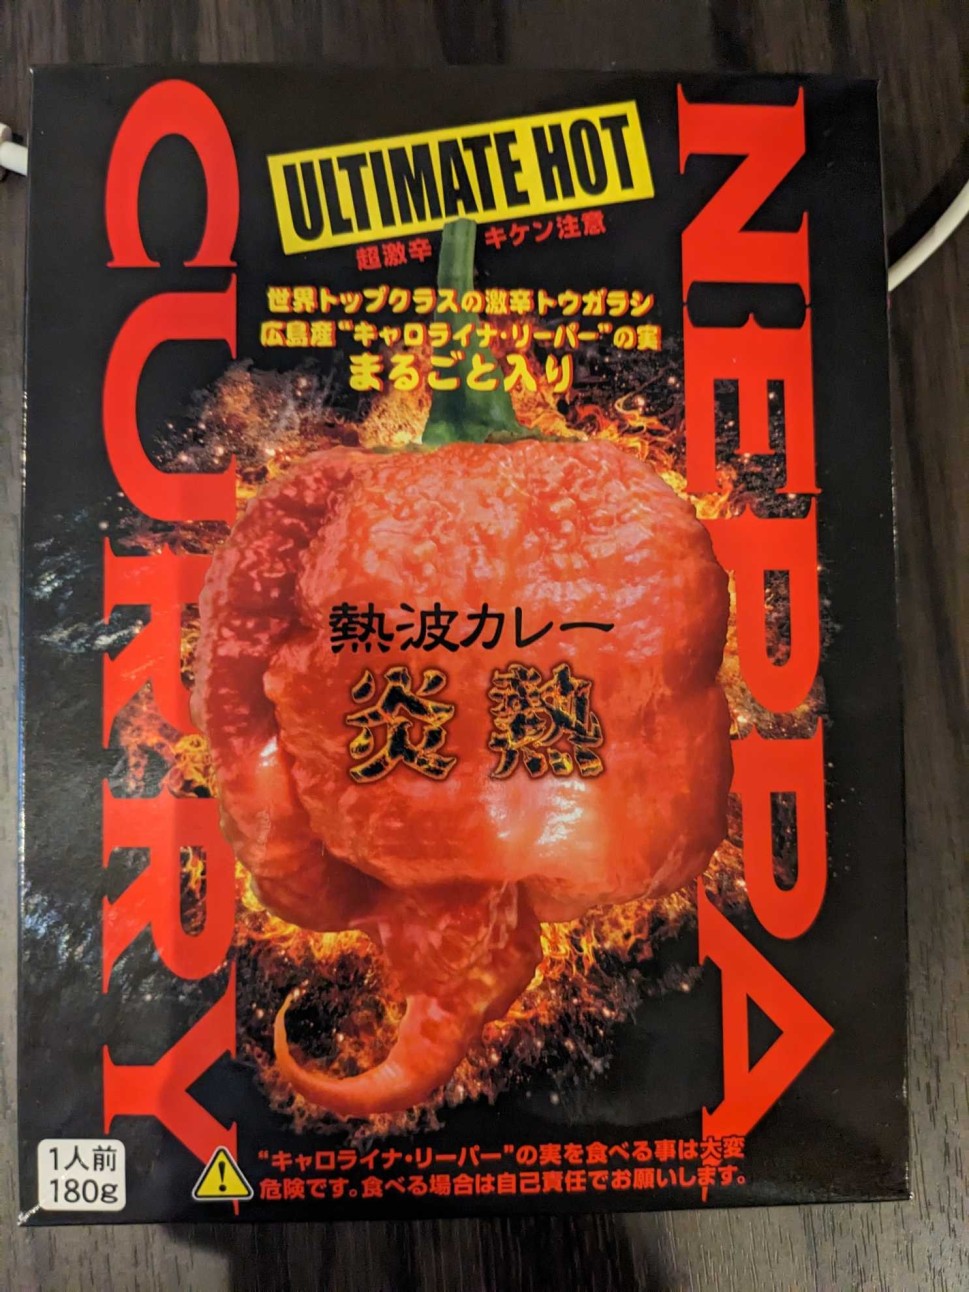 NEPPA
CURRY
ULTIMATE HOT
超激辛 キケン注意
世界トップクラスの激辛トウガラシ
広島産“キャロライナ・リーパー”の実
まるごと入り
熱波カレー
炎熱
1人前
180g
“キャロライナ・リーパー”の実を食べる事は大変
危険です。食べる場合は自己責任でお願いします。